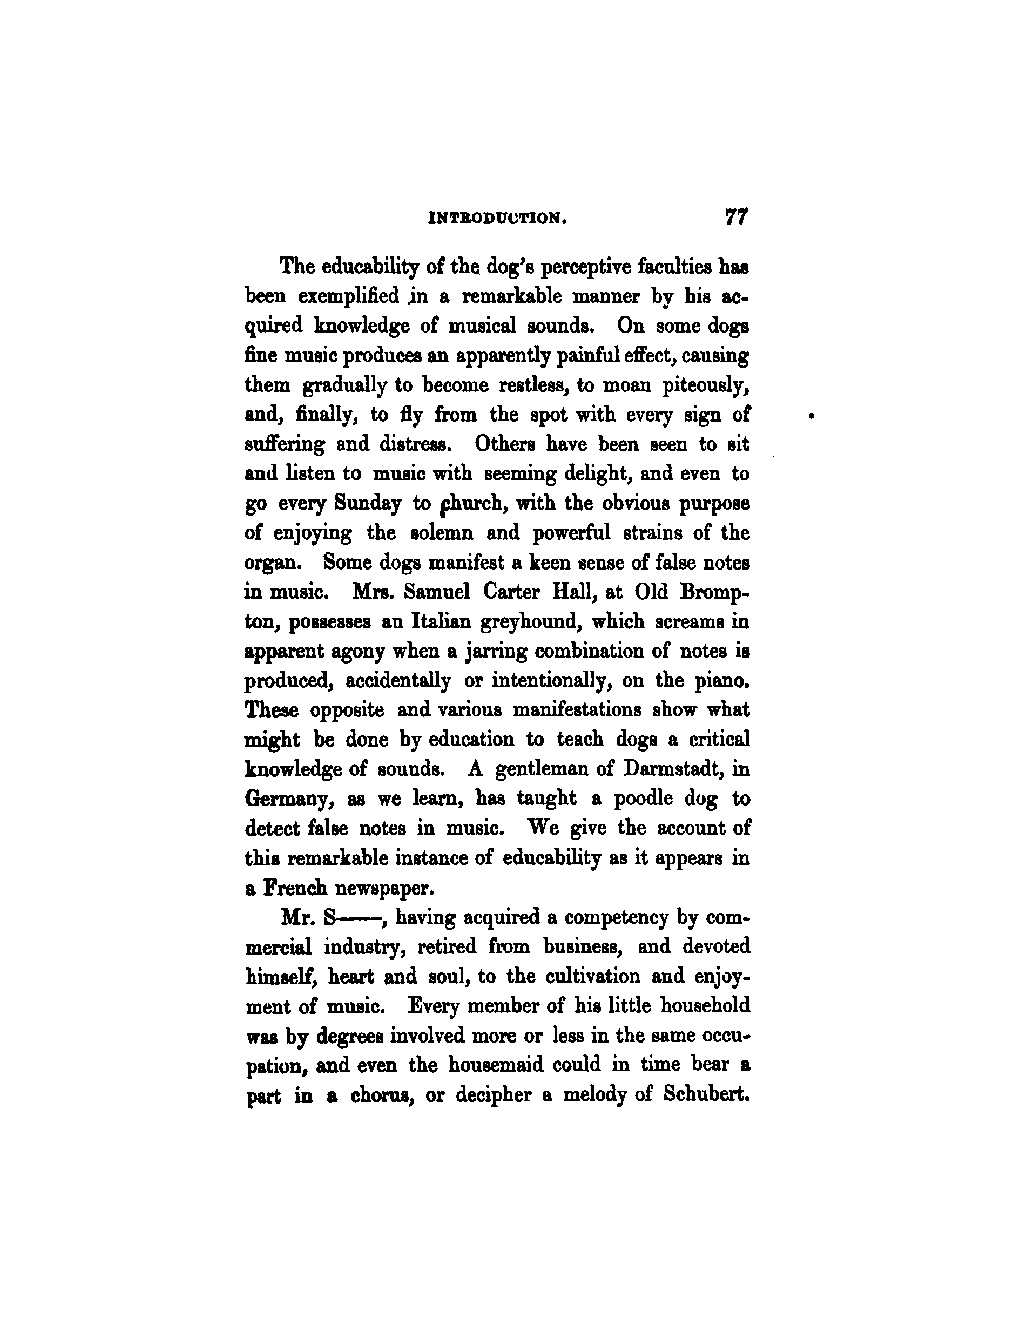 INTRODUCTION. 77
The educability of the dog's perceptive faculties has
been exemplified in a remarkable manner by his ac-
quired knowledge of musical sounds. On some dogs
fine music produces an apparently painful effect, causing
them gradually to become restless, to moan piteously,
and, finally, to fly from the spot with every sign of
suffering and distress. Others have been seen to sit
and listen to music with seeming delight, and even to
go every Sunday to church, with the obvious purpose
of enjoying the solemn and powerful strains of the
organ. Some dogs manifest a keen sense of false notes
in music. Mrs. Samuel Carter Hall, at Old Bromp-
ton, possesses an Italian greyhound, which screams in
apparent agony when a jarring combination of notes is
produced, accidentally or intentionally, on the piano.
These opposite and various manifestations show what
might be done by education to teach dogs a critical
knowledge of sounds. A gentleman of Darmstadt, in
Germany, as we learn, has taught a poodle dog to
detect false notes in music. We give the account of
this remarkable instance of educability as it appears in
a French newspaper.
Mr. S——, having acquired a competency by com-
mercial industry, retired from business, and devoted
himself, heart and soul, to the cultivation and enjoy-
ment of music. Every member of his little household
was by degrees involved more or less in the same occu-
pation, and even the housemaid could in time bear a
part in a chorus, or decipher a melody of Schubert.